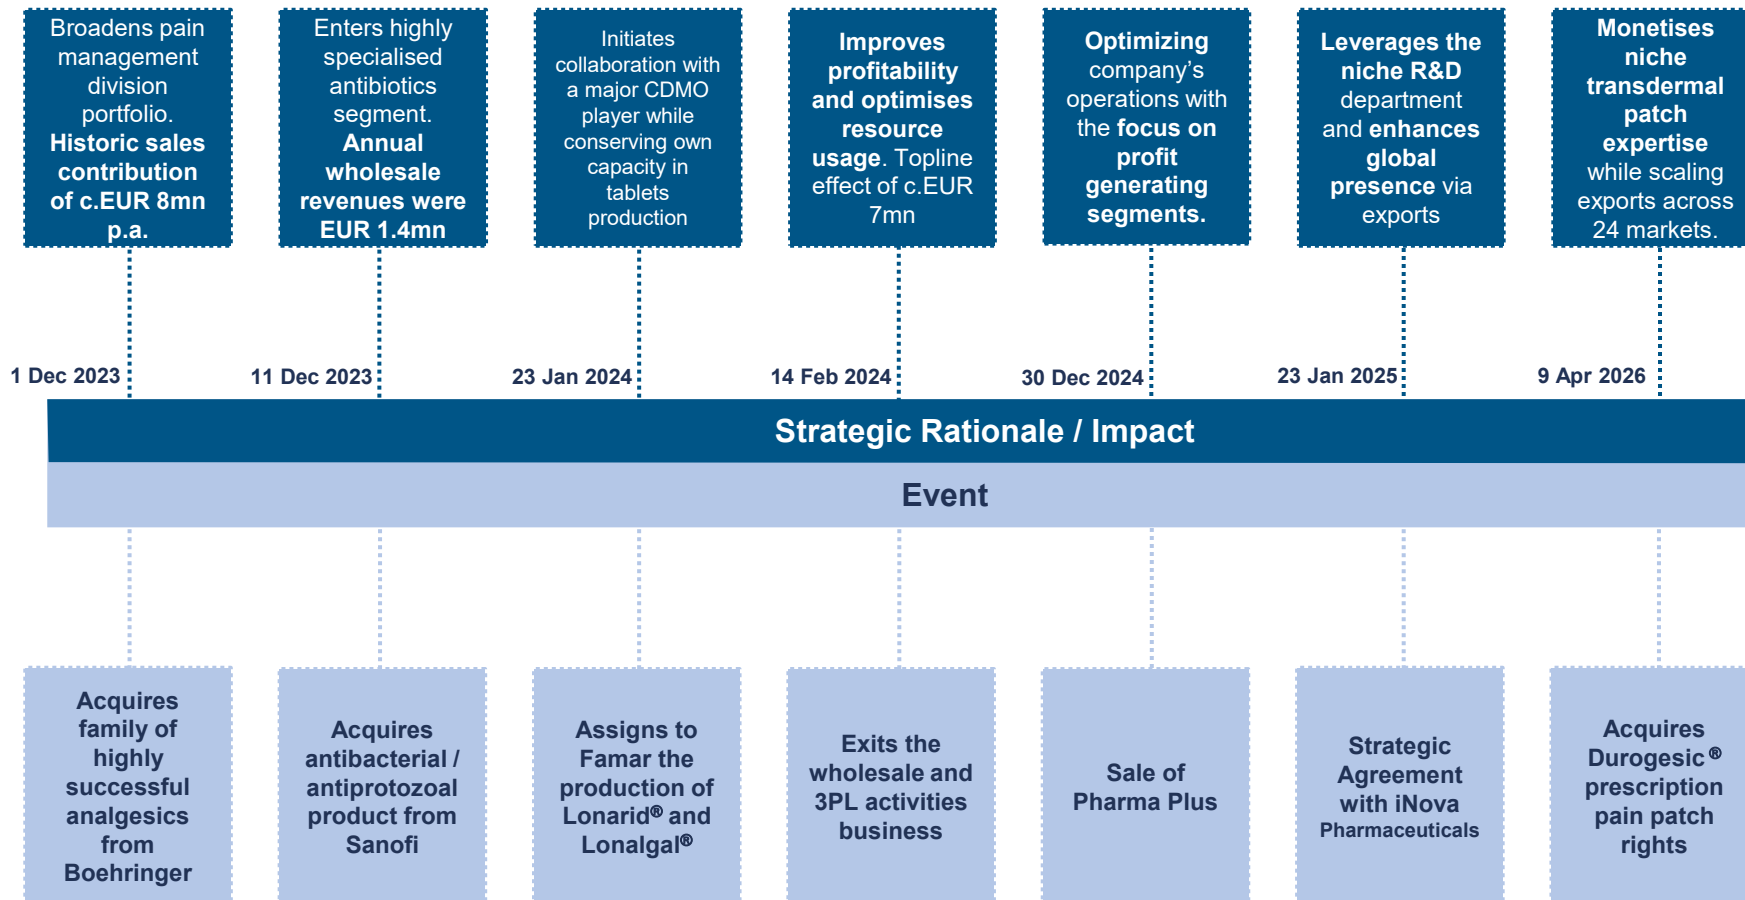 Broadens pain
management
division
portfolio.
Historic sales
contribution
of c.EUR 8mn
p.a.
Enters highly
specialised
antibiotics
segment.
Annual
wholesale
revenues were
EUR 1.4mn
Initiates
collaboration with
a major CDMO
player while
conserving own
capacity in
tablets
production
Improves
profitability
and optimises
resource
usage. Topline
effect of c.EUR
7mn
Optimizing
company's
operations with
the focus on
profit
generating
segments.
Leverages the
niche R&D
department
and enhances
global
presence via
exports
Monetises
niche
transdermal
patch
expertise
while scaling
exports across
24 markets.
1 Dec 2023
11 Dec 2023
23 Jan 2024
14 Feb 2024
30 Dec 2024
23 Jan 2025
9 Apr 2026
Strategic Rationale / Impact
Event
Acquires
family of
highly
successful
analgesics
from
Boehringer
Acquires
antibacterial /
antiprotozoal
product from
Sanofi
Assigns to
Famar the
production of
Lonarid® and
Lonalgal®
Exits the
wholesale and
3PL activities
business
Sale of
Pharma Plus
Strategic
Agreement
with iNova
Pharmaceuticals
Acquires
Durogesic®
prescription
pain patch
rights